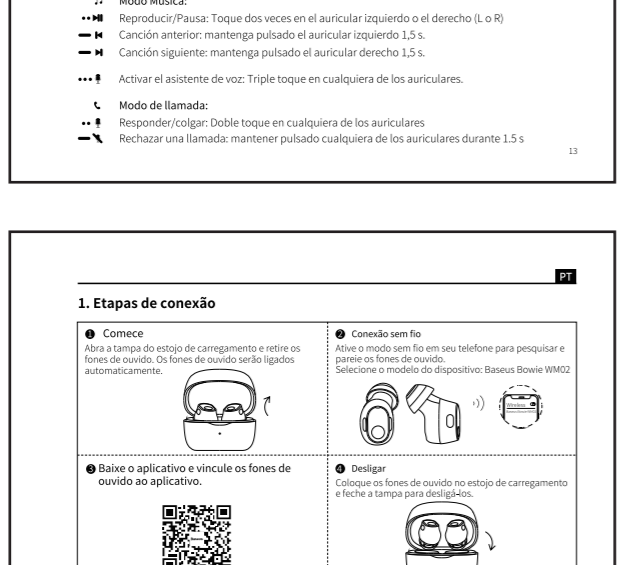 Modo Música:
Reproducir/Pausa: Toque dos veces en el auricular izquierdo o el derecho (L o R)
Canción anterior: mantenga pulsado el auricular izquierdo 1,5 s.
Canción siguiente: mantenga pulsado el auricular derecho 1,5 s.
Activar el asistente de voz: Triple toque en cualquiera de los auriculares.
Modo de llamada:
Responder/colgar: Doble toque en cualquiera de los auriculares
Rechazar una llamada: mantener pulsado cualquiera de los auriculares durante 1.5 s
13
PT
1. Etapas de conexão
❶ Comece
Abra a tampa do estojo de carregamento e retire os
fones de ouvido. Os fones de ouvido serão ligados
automaticamente.
❷ Conexão sem fio
Ative o modo sem fio em seu telefone para pesquisar e
pareie os fones de ouvido.
Selecione o modelo do dispositivo: Baseus Bowie WM02
Wireless
❸ Baixe o aplicativo e vincule os fones de
ouvido ao aplicativo.
❹ Desligar
Coloque os fones de ouvido no estojo de carregamento
e feche a tampa para desligá-los.